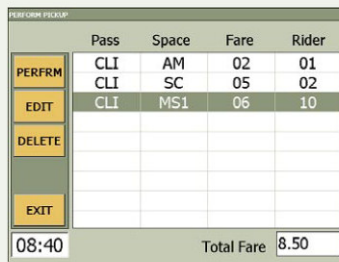 PERFORM PICKUP
Pass Space Fare Rider
PERFRM
CLI AM 02 01
CLI SC 05 02
EDIT
CLI MS1 06 10
DELETE
EXIT
08:40 Total Fare 8.50